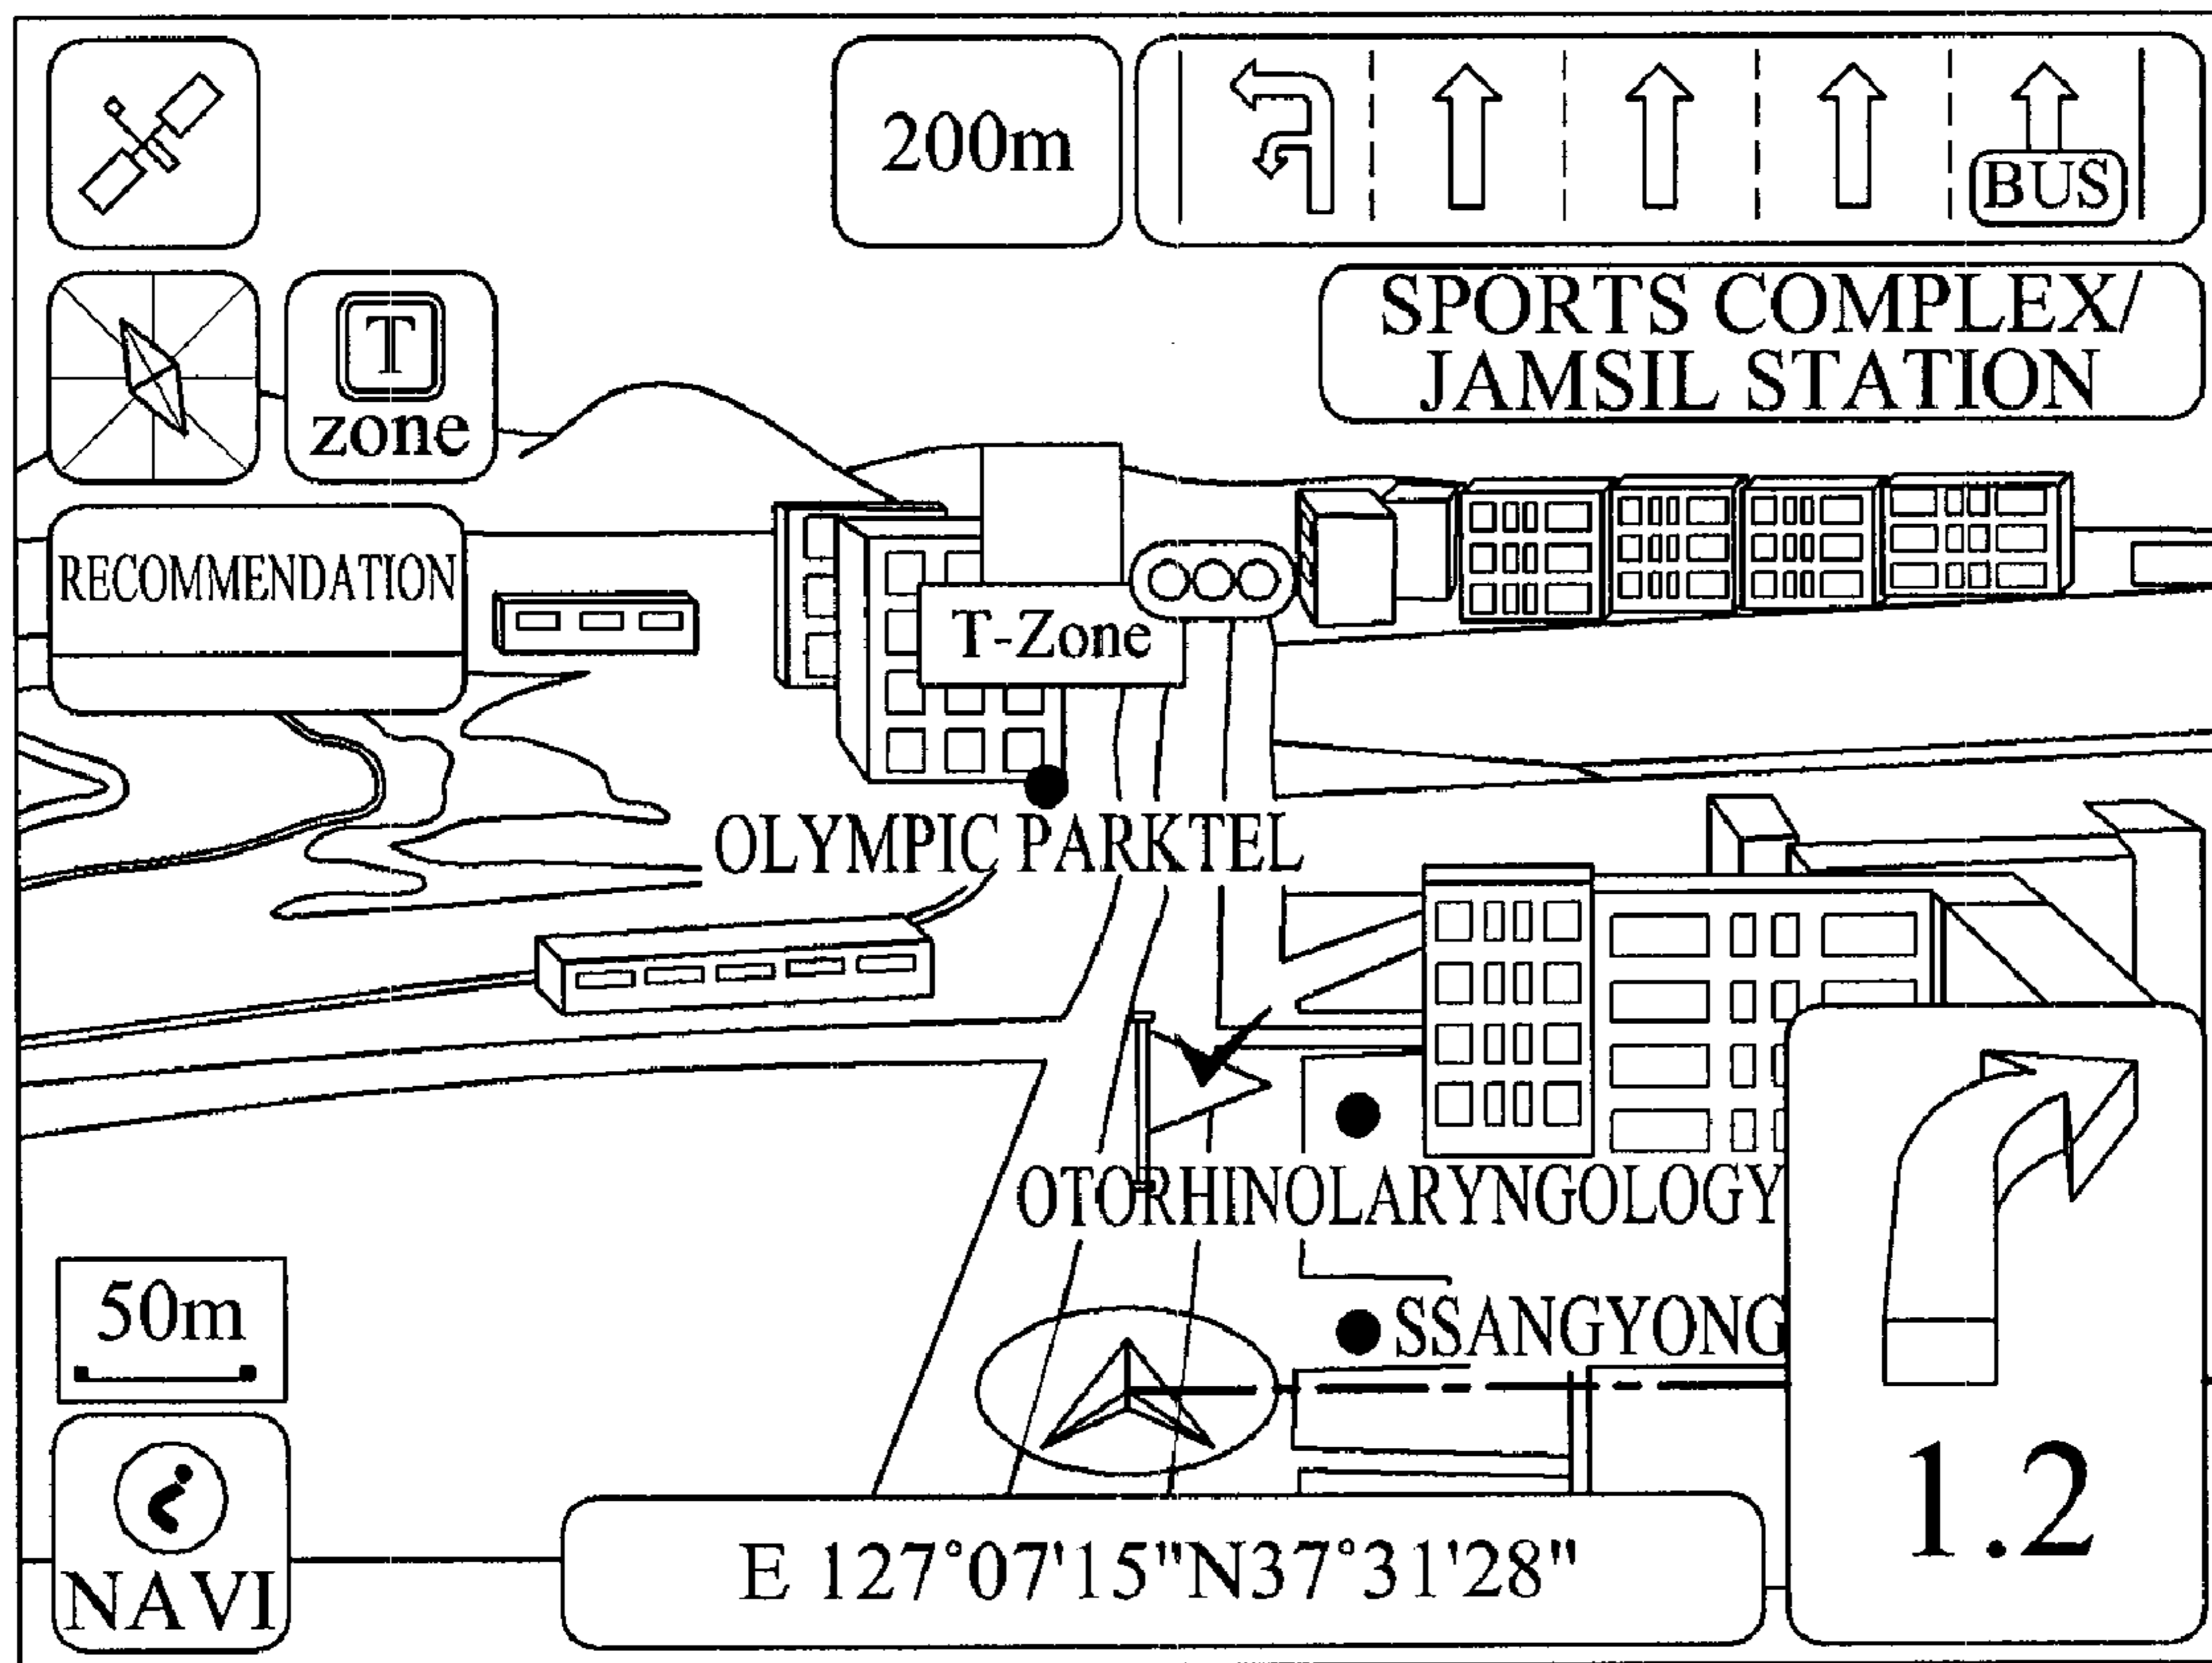 200m
BUS
SPORTS COMPLEX/
JAMSIL STATION
T
zone
RECOMMENDATION
T-Zone
OLYMPIC PARKTEL
OTORHINOLARYNGOLOGY
SSANGYONG
50m
1.2
NAVI
E 127°07'15"N37°31'28"